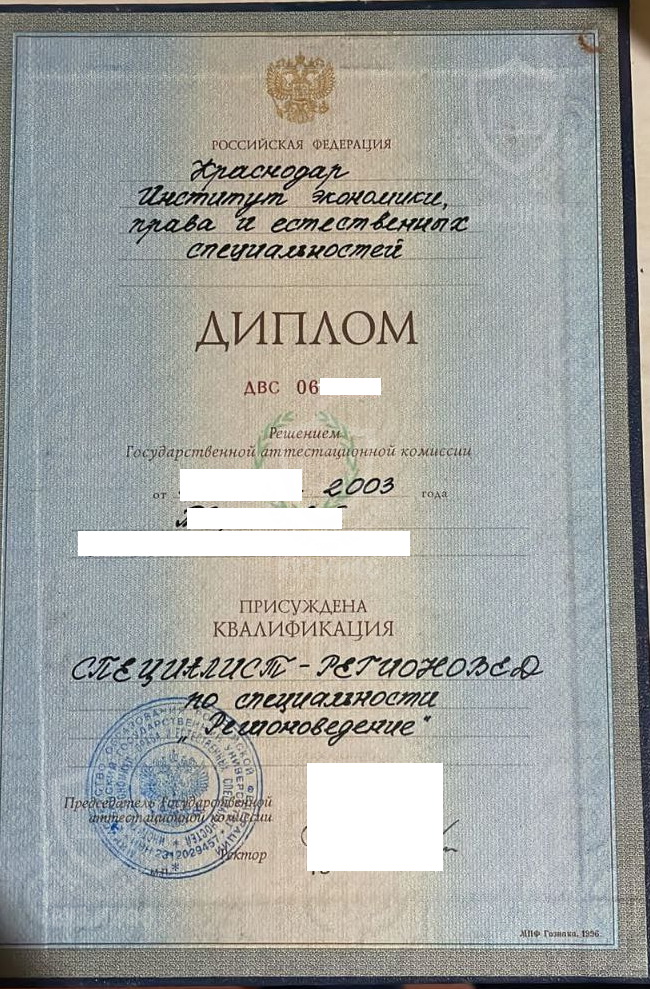 РОССИЙСКАЯ ФЕДЕРАЦИЯ
Краснодар
Институт экономики,
права и естественных
специальностей
ДИПЛОМ
ДВС 06
Решением
Государственной аттестационной комиссии
от 2003 года
ПРИСУЖДЕНА
КВАЛИФИКАЦИЯ
СПЕЦИАЛИСТ - РЕГИОНОВЕД
по специальности
„Регионоведение“
Председатель Государственной
аттестационной комиссии
Ректор
М.П.
МПФ Гознака. 1996.